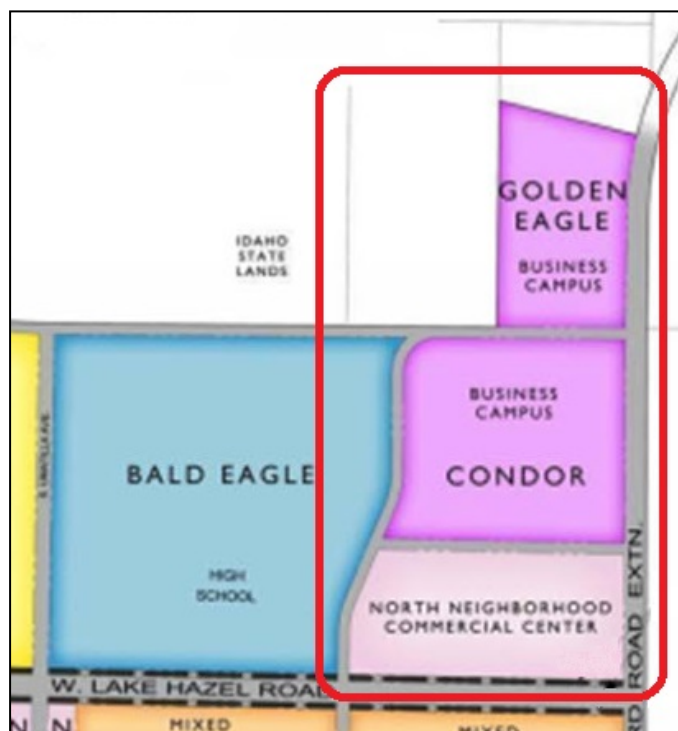 GOLDEN
EAGLE
BUSINESS
CAMPUS
IDAHO
STATE
LANDS
BUSINESS
CAMPUS
CONDOR
BALD EAGLE
HIGH
SCHOOL
NORTH NEIGHBORHOOD
COMMERCIAL CENTER
RD ROAD EXTN.
W. LAKE HAZEL ROAD
N
N
MIXED
MIXED